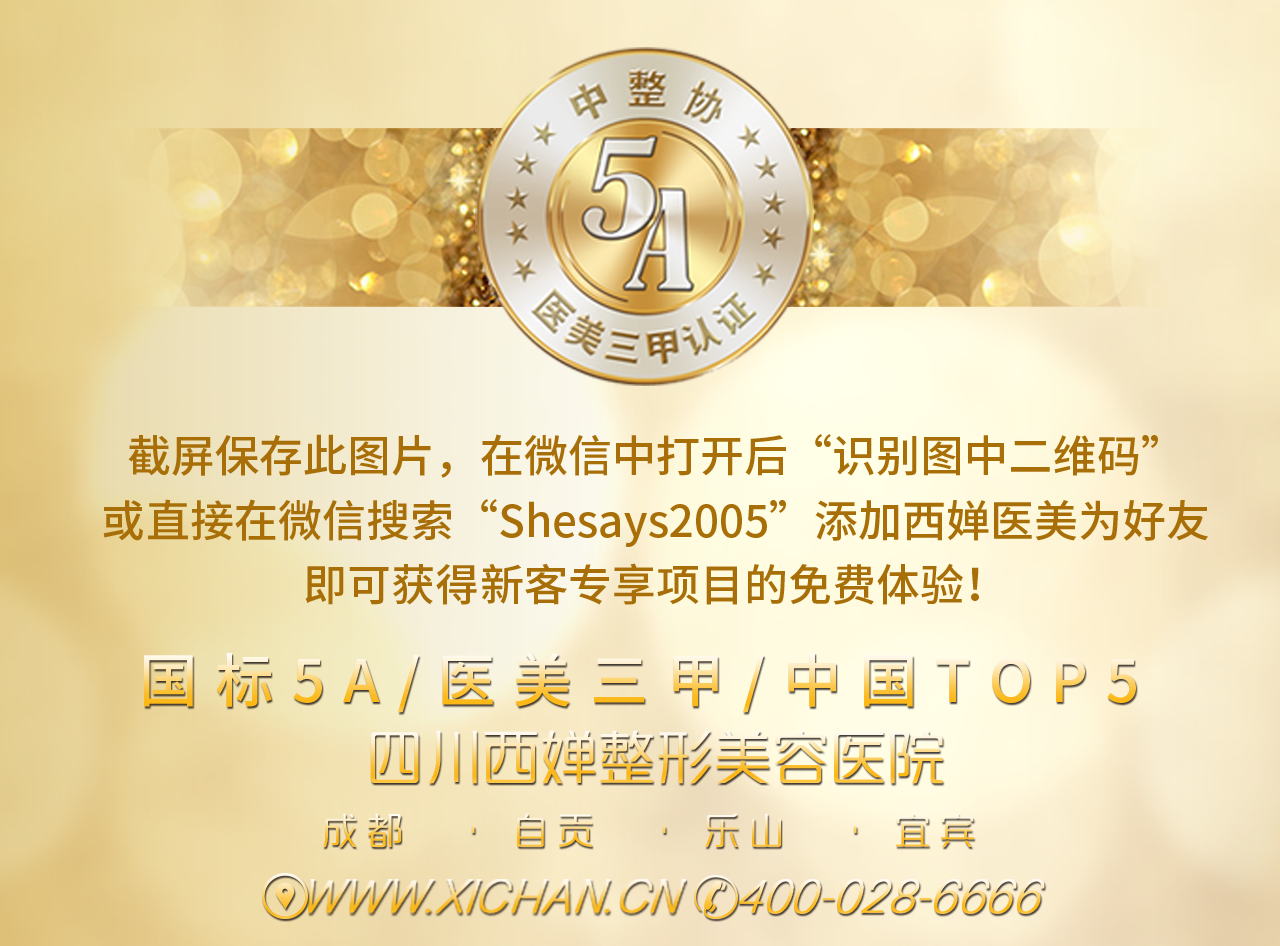 中整协
5A
医美三甲认证
截屏保存此图片，在微信中打开后“识别图中二维码”
或直接在微信搜索“Shesays2005”添加西婵医美为好友
即可获得新客专享项目的免费体验！
国标5A/医美三甲/中国TOP5
四川西婵整形美容医院
成都 · 自贡 · 乐山 · 宜宾
WWW.XICHAN.CN 400-028-6666